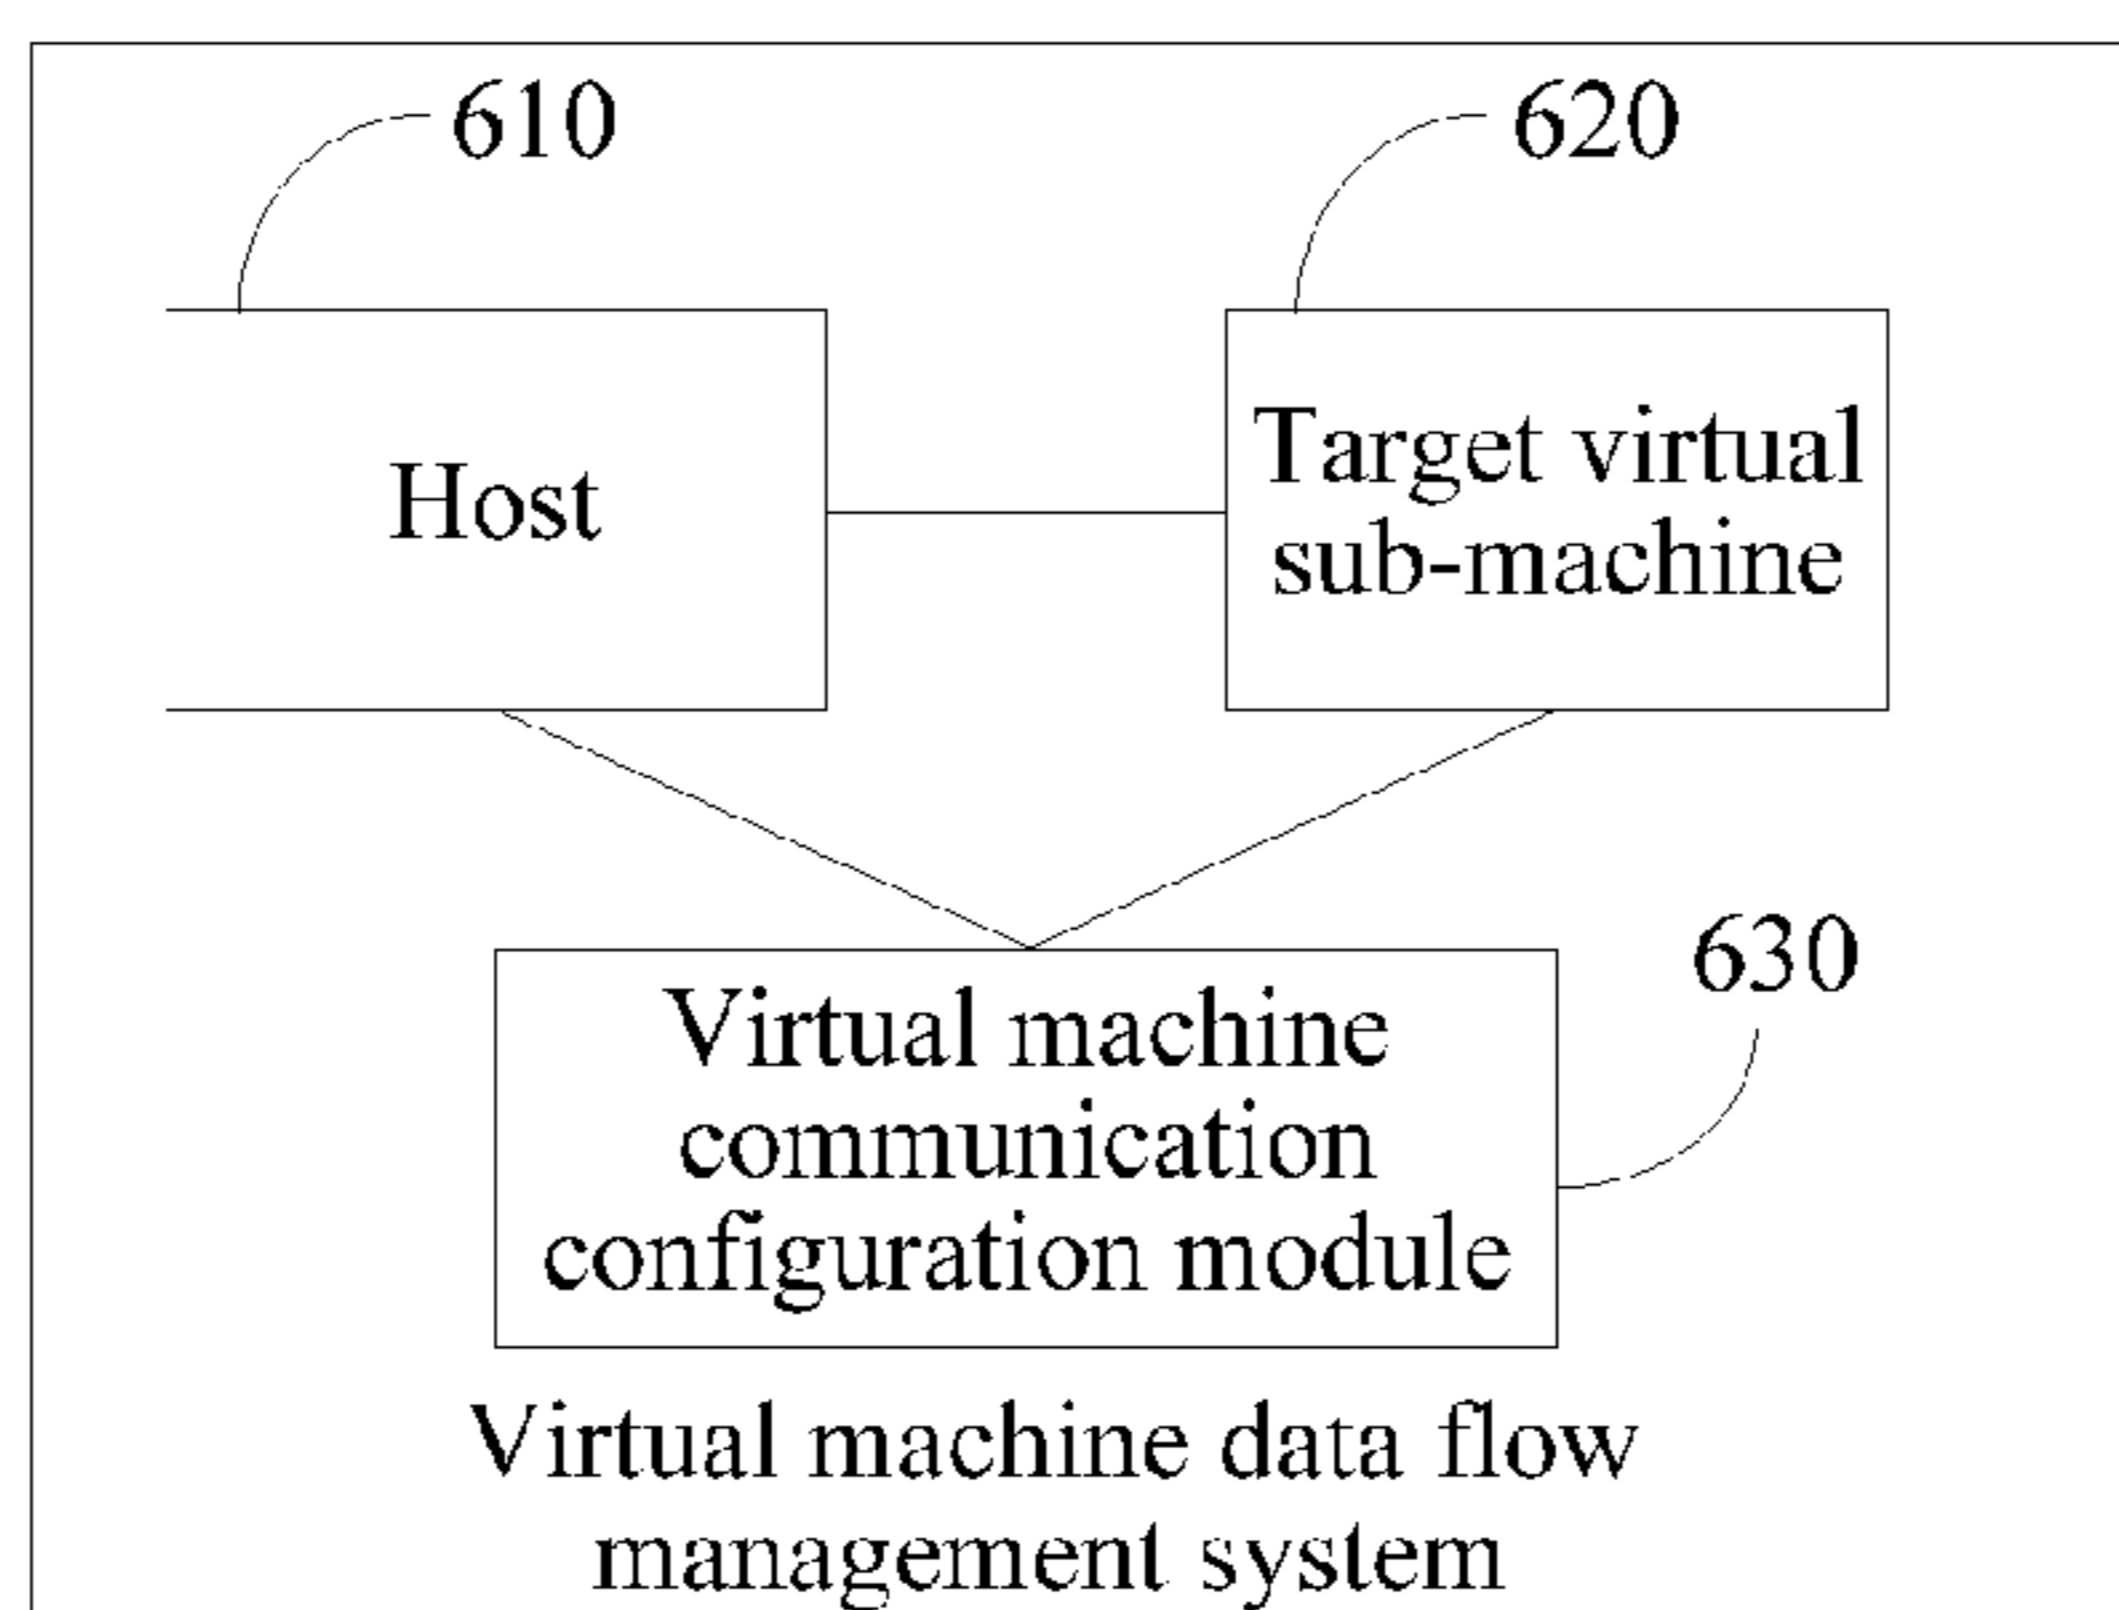 610
620
Host
Target virtual
sub-machine
630
Virtual machine
communication
configuration module
Virtual machine data flow
management system